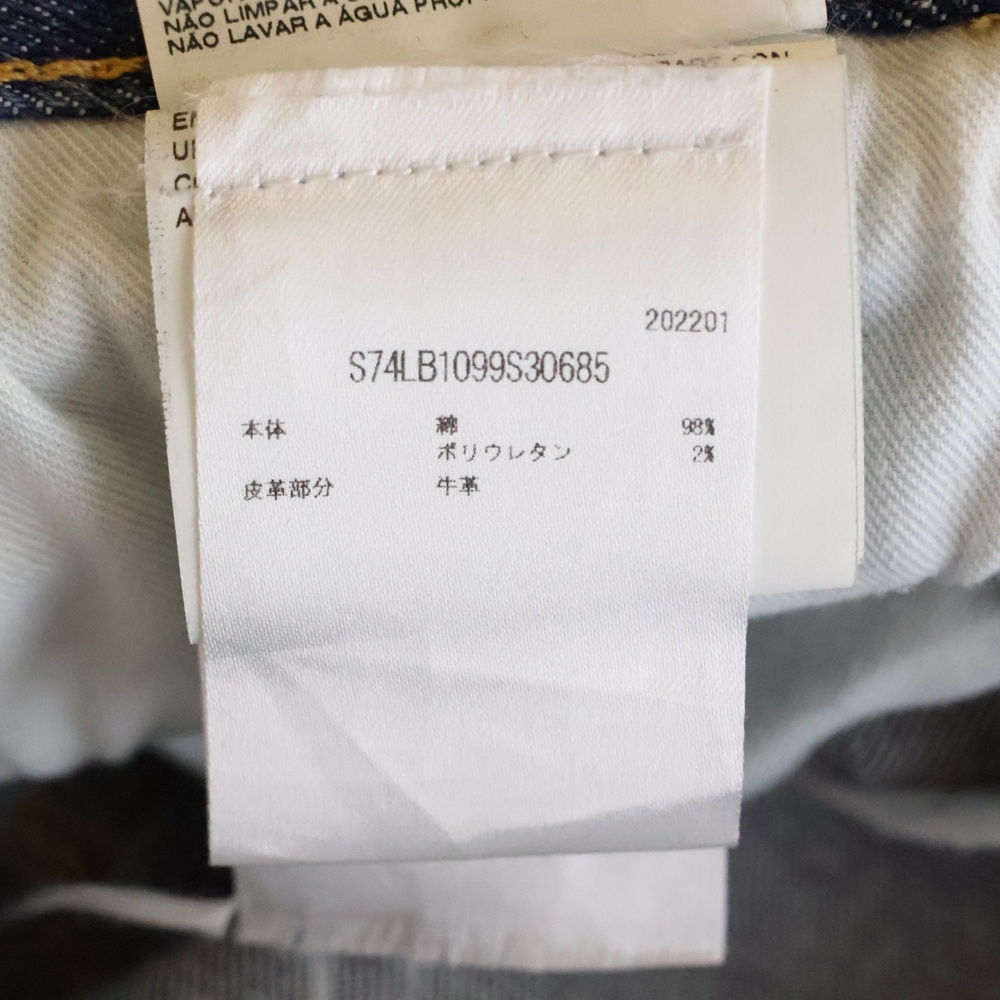 NÃO LIMPAR A
NÃO LAVAR A ÁGUA
202201
S74LB1099S30685
本体 綿 98%
ポリウレタン 2%
皮革部分 牛革